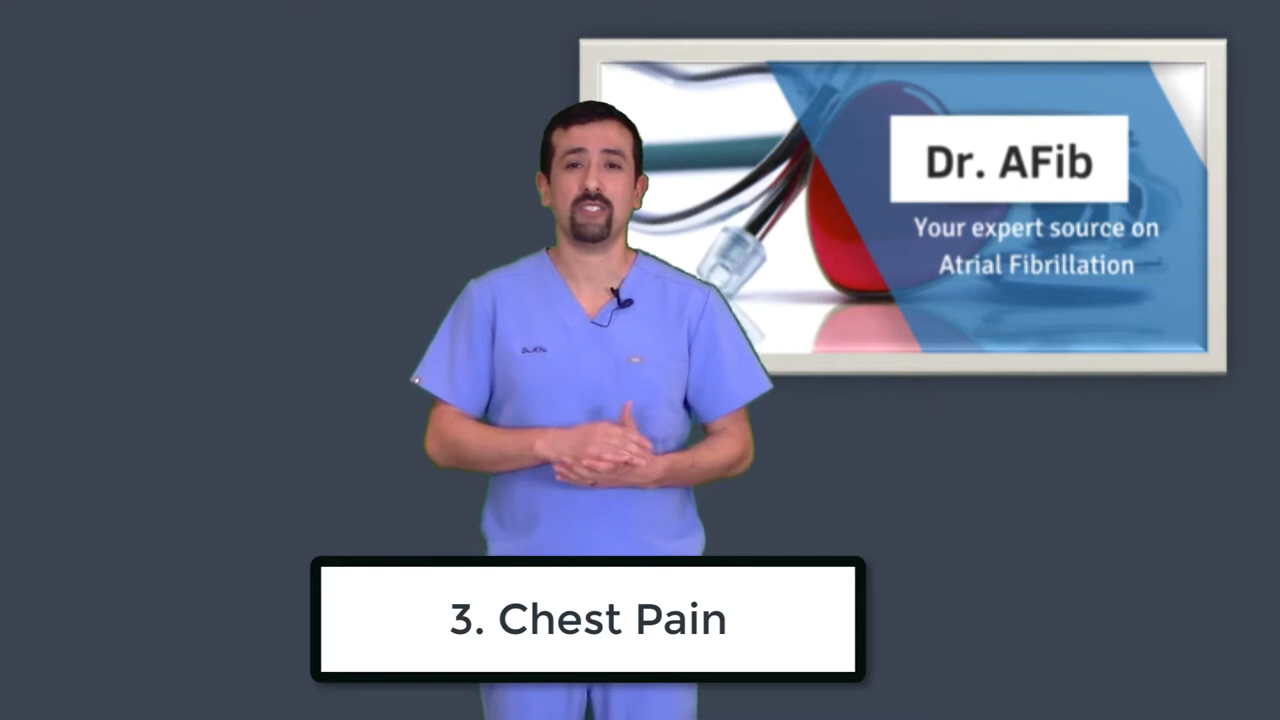 Dr. AFib
Your expert source on
Atrial Fibrillation
3. Chest Pain